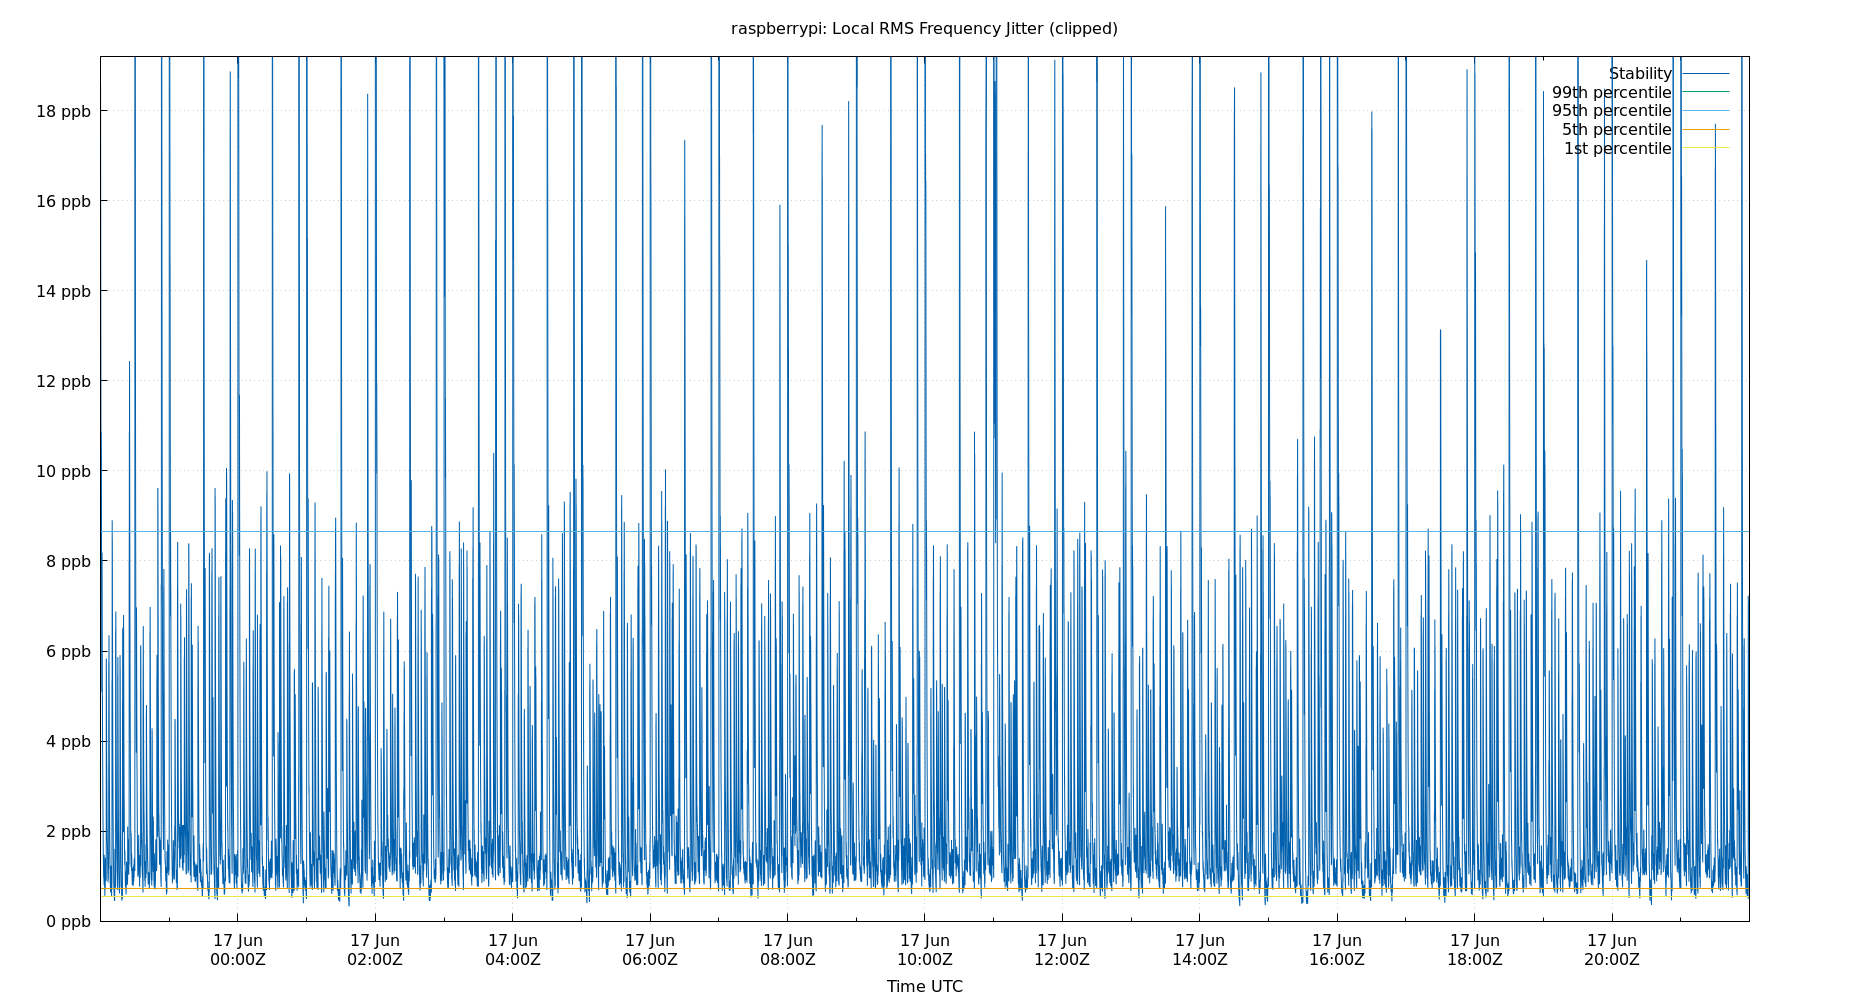 raspberrypi: Local RMS Frequency Jitter (clipped)
Stability
99th percentile
95th percentile
5th percentile
1st percentile
18 ppb
16 ppb
14 ppb
12 ppb
10 ppb
8 ppb
6 ppb
4 ppb
2 ppb
0 ppb
17 Jun 17 Jun 17 Jun 17 Jun 17 Jun 17 Jun 17 Jun 17 Jun 17 Jun 17 Jun 17 Jun
00:00Z 02:00Z 04:00Z 06:00Z 08:00Z 10:00Z 12:00Z 14:00Z 16:00Z 18:00Z 20:00Z
Time UTC